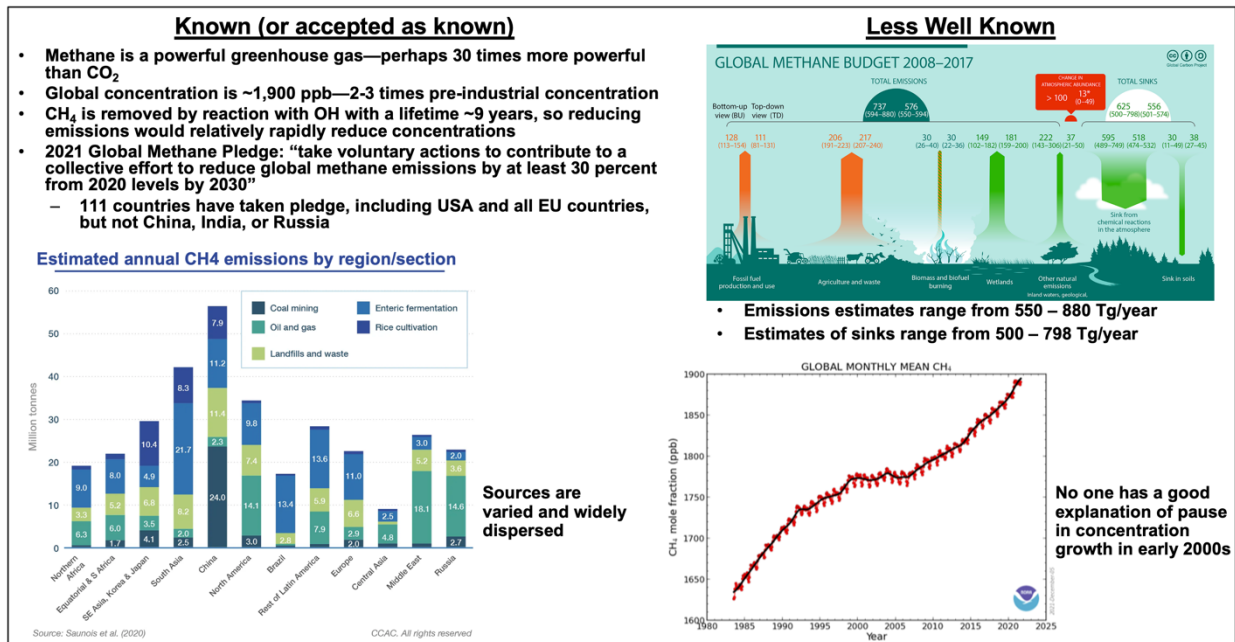 Known (or accepted as known)
• Methane is a powerful greenhouse gas—perhaps 30 times more powerful
than CO₂
• Global concentration is ~1,900 ppb—2-3 times pre-industrial concentration
• CH₄ is removed by reaction with OH with a lifetime ~9 years, so reducing
emissions would relatively rapidly reduce concentrations
• 2021 Global Methane Pledge: “take voluntary actions to contribute to a
collective effort to reduce global methane emissions by at least 30 percent
from 2020 levels by 2030”
– 111 countries have taken pledge, including USA and all EU countries,
but not China, India, or Russia
Estimated annual CH4 emissions by region/section
Million tonnes
60
50
40
30
20
10
0
Coal mining
Oil and gas
Landfills and waste
Enteric fermentation
Rice cultivation
9.0
3.3
6.3
8.0
5.2
6.0
1.7
10.4
4.9
6.8
3.5
4.1
8.3
21.7
8.2
2.0
2.5
7.9
11.2
11.4
2.3
24.0
9.8
7.4
14.1
3.0
13.4
2.8
13.6
5.9
7.9
11.0
6.6
2.9
2.0
2.5
4.8
3.0
5.2
18.1
2.0
3.6
14.6
2.7
Northern
Africa
Equatorial & S Africa
SE Asia, Korea & Japan
South Asia
China
North America
Brazil
Rest of Latin America
Europe
Central Asia
Middle East
Russia
Source: Saunois et al. (2020)
CCAC. All rights reserved
Sources are
varied and widely
dispersed
Less Well Known
GLOBAL METHANE BUDGET 2008–2017
Global Carbon Project
TOTAL EMISSIONS
CHANGE IN
ATMOSPHERIC ABUNDANCE
TOTAL SINKS
Bottom-up
view (BU)
Top-down
view (TD)
737
(594–880)
576
(550–594)
> 100
13*
(0–49)
625
(500–798)
556
(501–574)
128
(113–154)
111
(81–131)
206
(191–223)
217
(207–240)
30
(26–40)
30
(22–36)
149
(102–182)
181
(159–200)
222
(143–306)
37
(21–50)
595
(489–749)
518
(474–532)
30
(11–49)
38
(27–45)
Sink from
chemical reactions
in the atmosphere
Fossil fuel
production and use
Agriculture and waste
Biomass and biofuel
burning
Wetlands
Other natural
emissions
Inland waters, geological,
Sink in soils
• Emissions estimates range from 550 – 880 Tg/year
• Estimates of sinks range from 500 – 798 Tg/year
GLOBAL MONTHLY MEAN CH₄
CH₄ mole fraction (ppb)
1900
1850
1800
1750
1700
1650
1600
1980
1985
1990
1995
2000
2005
2010
2015
2020
2025
Year
2021-December-05
No one has a good
explanation of pause
in concentration
growth in early 2000s